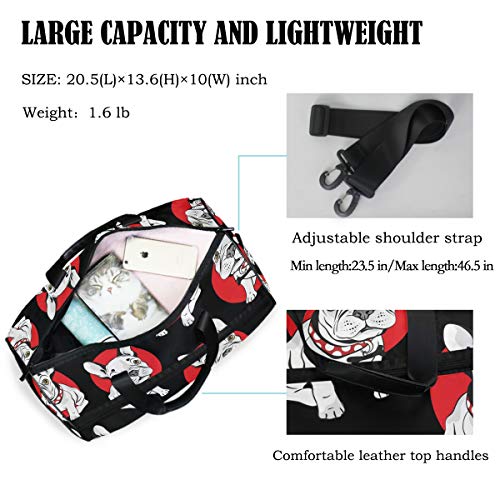 LARGE CAPACITY AND LIGHTWEIGHT
SIZE: 20.5(L)×13.6(H)×10(W) inch
Weight: 1.6 lb
Adjustable shoulder strap
Min length:23.5 in/Max length:46.5 in
iPhone
Comfortable leather top handles